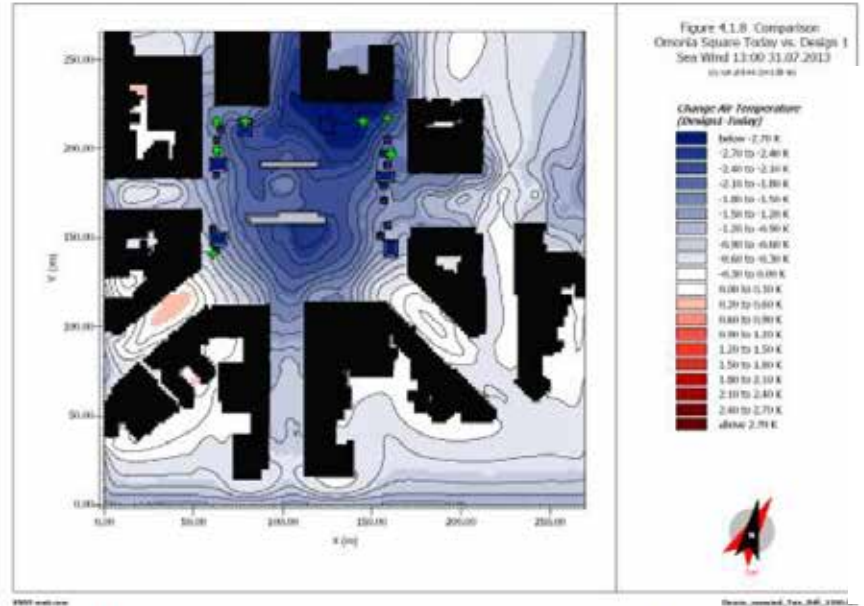 Figure 4.1.8 Comparison
Omonia Square Today vs. Design 1
Sea Wind 13:00 31.07.2013
Change Air Temperature
(Design1-Today)
below -2.70 K
-2.70 to -2.40 K
-2.40 to -2.10 K
-2.10 to -1.80 K
-1.80 to -1.50 K
-1.50 to -1.20 K
-1.20 to -0.90 K
-0.90 to -0.60 K
-0.60 to -0.30 K
-0.30 to 0.00 K
0.00 to 0.30 K
0.30 to 0.60 K
0.60 to 0.90 K
0.90 to 1.20 K
1.20 to 1.50 K
1.50 to 1.80 K
1.80 to 2.10 K
2.10 to 2.40 K
2.40 to 2.70 K
above 2.70 K
250.00
200.00
150.00
100.00
50.00
0.00
Y (m)
0.00 50.00 100.00 150.00 200.00 250.00
X (m)
N